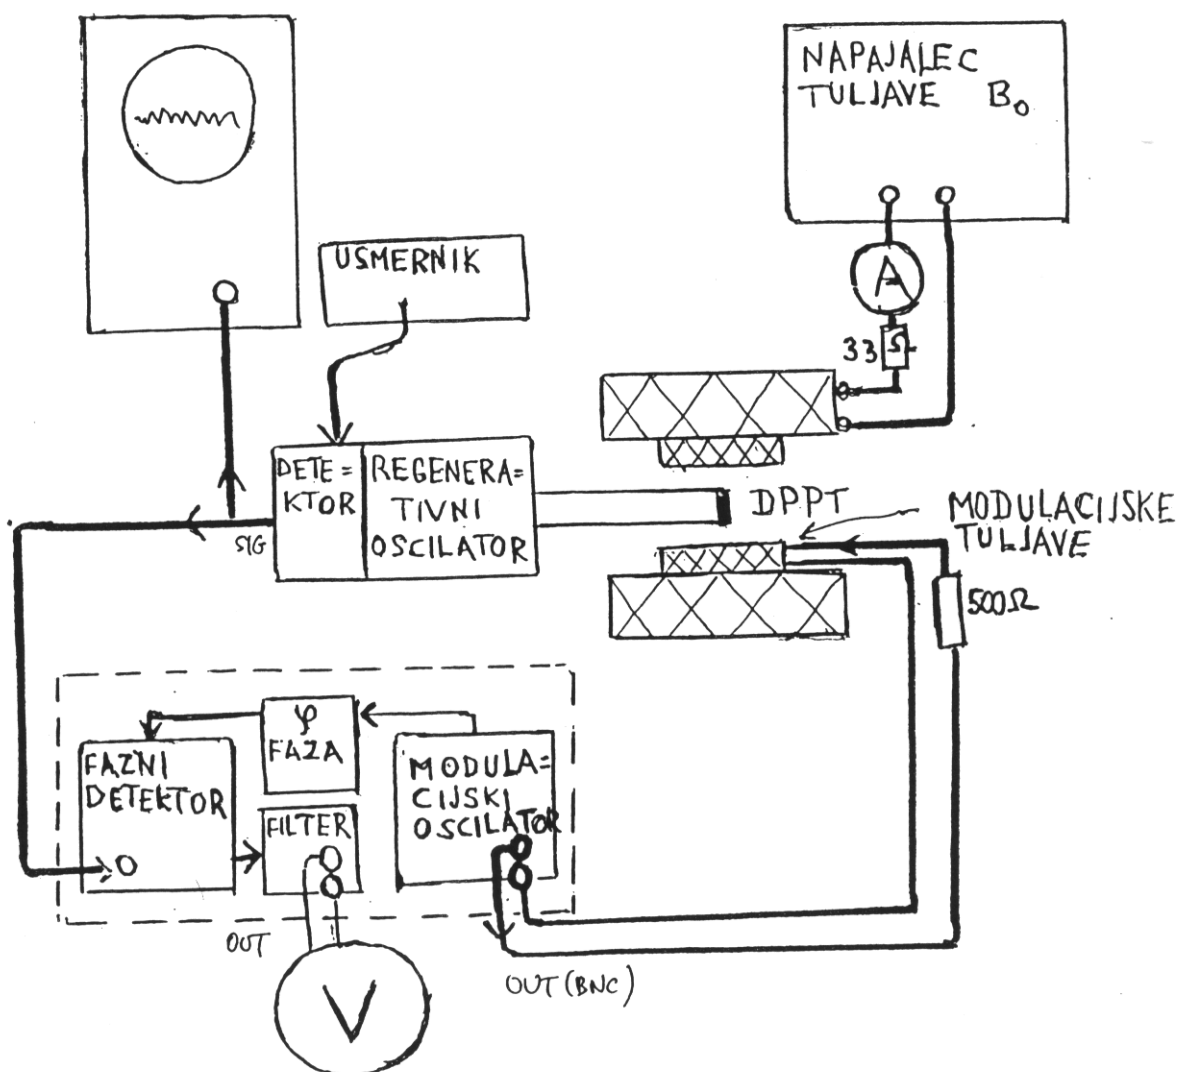 NAPAJALEC
TULJAVE B₀
USMERNIK
A
33 Ω
DETE=
KTOR
REGENERA=
TIVNI
OSCILATOR
SIG
DPPT
MODULACIJSKE
TULJAVE
500Ω
φ
FAZA
FAZNI
DETEKTOR
FILTER
MODULA=
CIJSKI
OSCILATOR
OUT
V
OUT (BNC)